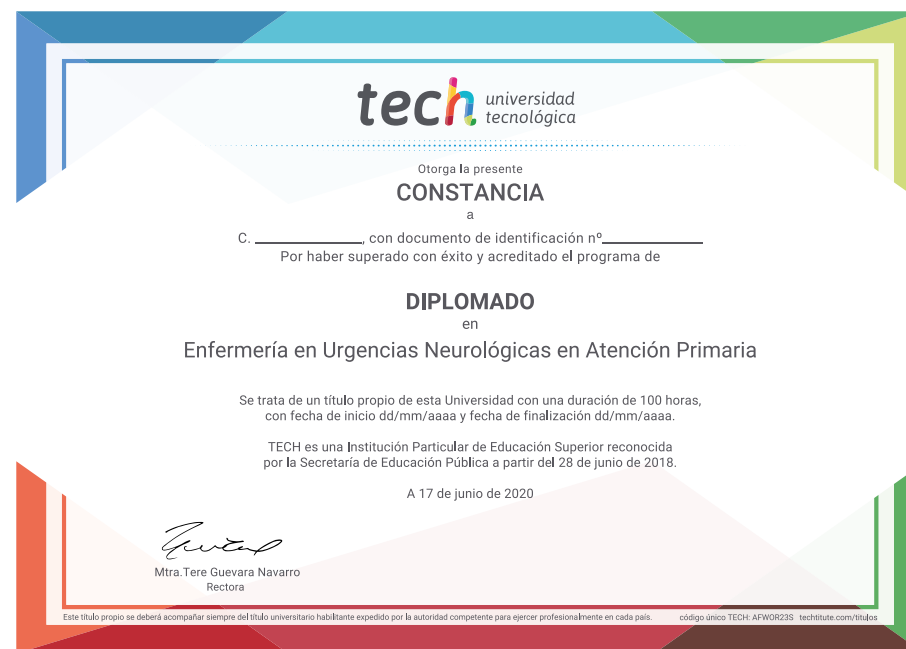 tech universidad
tecnológica
Otorga la presente
CONSTANCIA
a
C. ____________, con documento de identificación nº____________
Por haber superado con éxito y acreditado el programa de
DIPLOMADO
en
Enfermería en Urgencias Neurológicas en Atención Primaria
Se trata de un título propio de esta Universidad con una duración de 100 horas,
con fecha de inicio dd/mm/aaaa y fecha de finalización dd/mm/aaaa.
TECH es una Institución Particular de Educación Superior reconocida
por la Secretaría de Educación Pública a partir del 28 de junio de 2018.
A 17 de junio de 2020
Mtra.Tere Guevara Navarro
Rectora
Este título propio se deberá acompañar siempre del título universitario habilitante expedido por la autoridad competente para ejercer profesionalmente en cada país. código único TECH: AFWOR23S techtitute.com/titulos